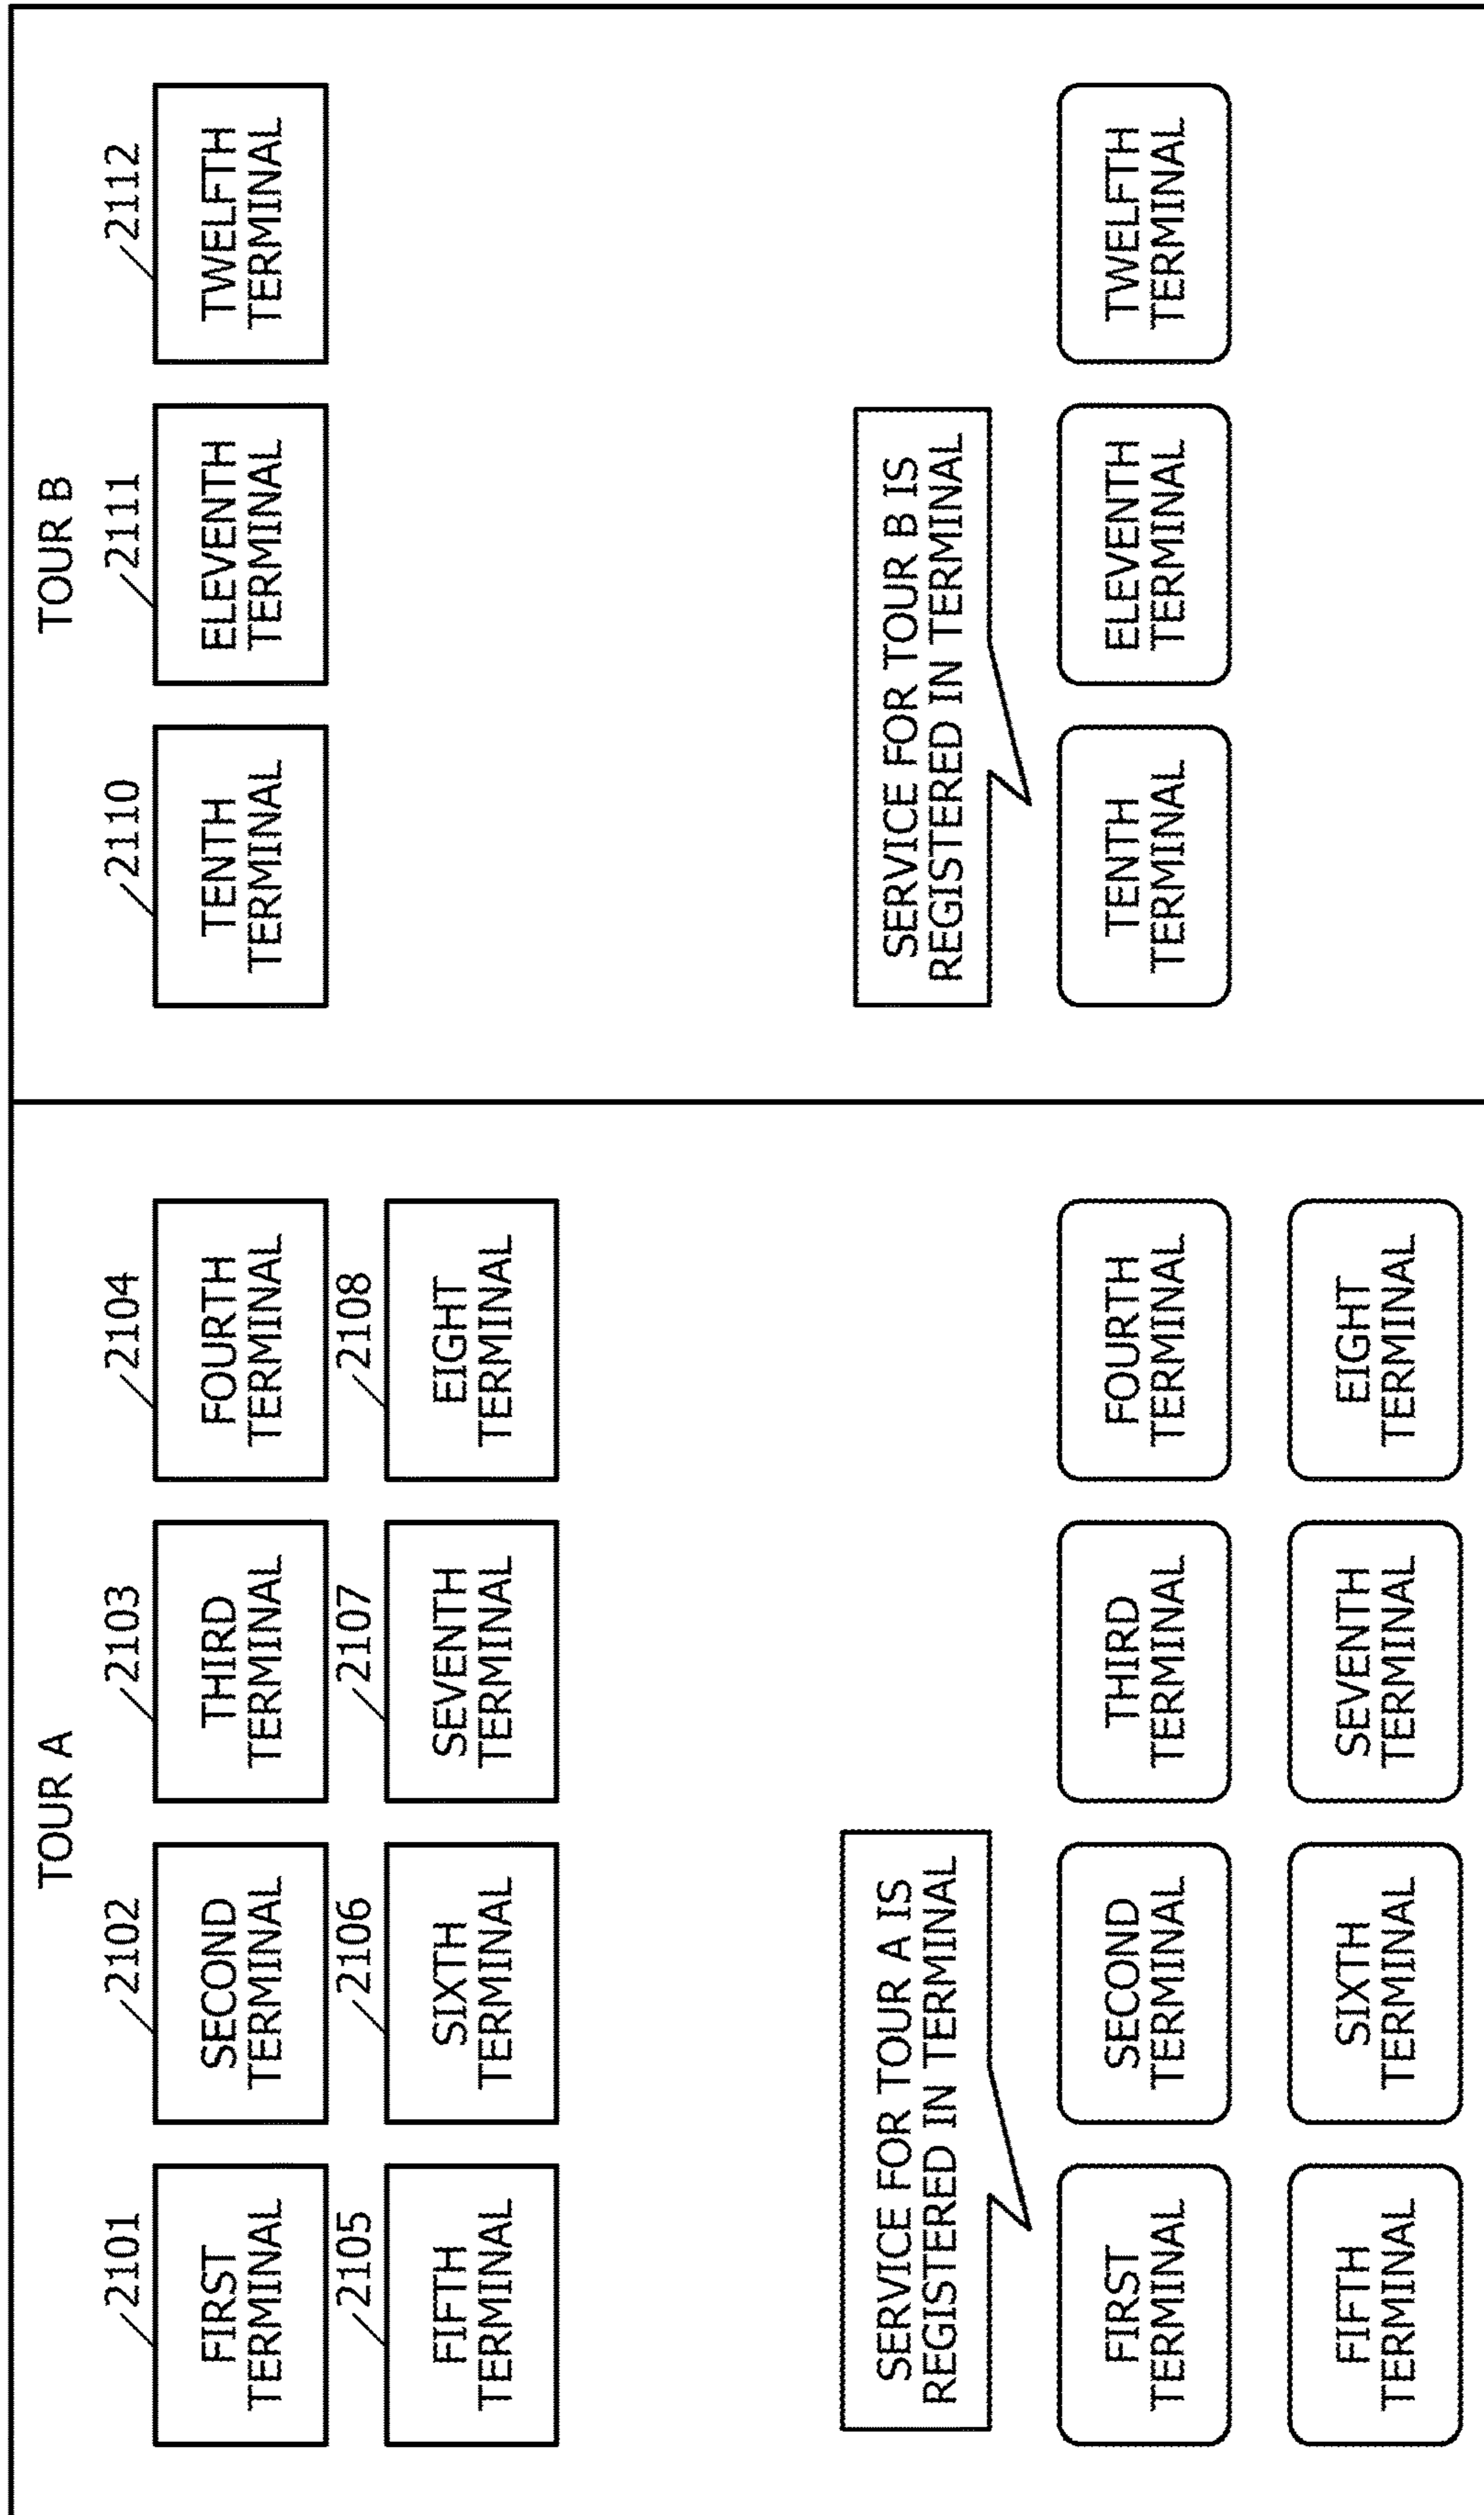 TOUR A
2101
FIRST
TERMINAL
2102
SECOND
TERMINAL
2103
THIRD
TERMINAL
2104
FOURTH
TERMINAL
2105
FIFTH
TERMINAL
2106
SIXTH
TERMINAL
2107
SEVENTH
TERMINAL
2108
EIGHT
TERMINAL
SERVICE FOR TOUR A IS
REGISTERED IN TERMINAL
FIRST
TERMINAL
SECOND
TERMINAL
THIRD
TERMINAL
FOURTH
TERMINAL
FIFTH
TERMINAL
SIXTH
TERMINAL
SEVENTH
TERMINAL
EIGHT
TERMINAL
TOUR B
2110
TENTH
TERMINAL
2111
ELEVENTH
TERMINAL
2112
TWELFTH
TERMINAL
SERVICE FOR TOUR B IS
REGISTERED IN TERMINAL
TENTH
TERMINAL
ELEVENTH
TERMINAL
TWELFTH
TERMINAL